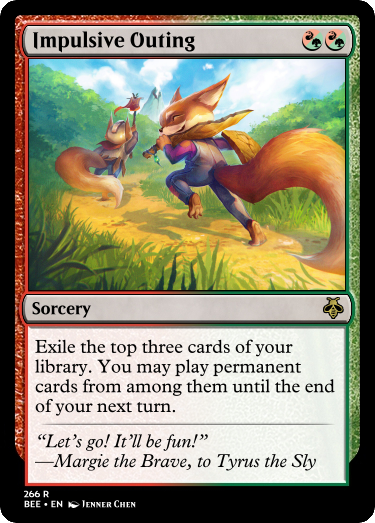 Impulsive Outing
Sorcery
Exile the top three cards of your
library. You may play permanent
cards from among them until the end
of your next turn.
“Let’s go! It’ll be fun!”
—Margie the Brave, to Tyrus the Sly
266 R
BEE • EN Jenner Chen